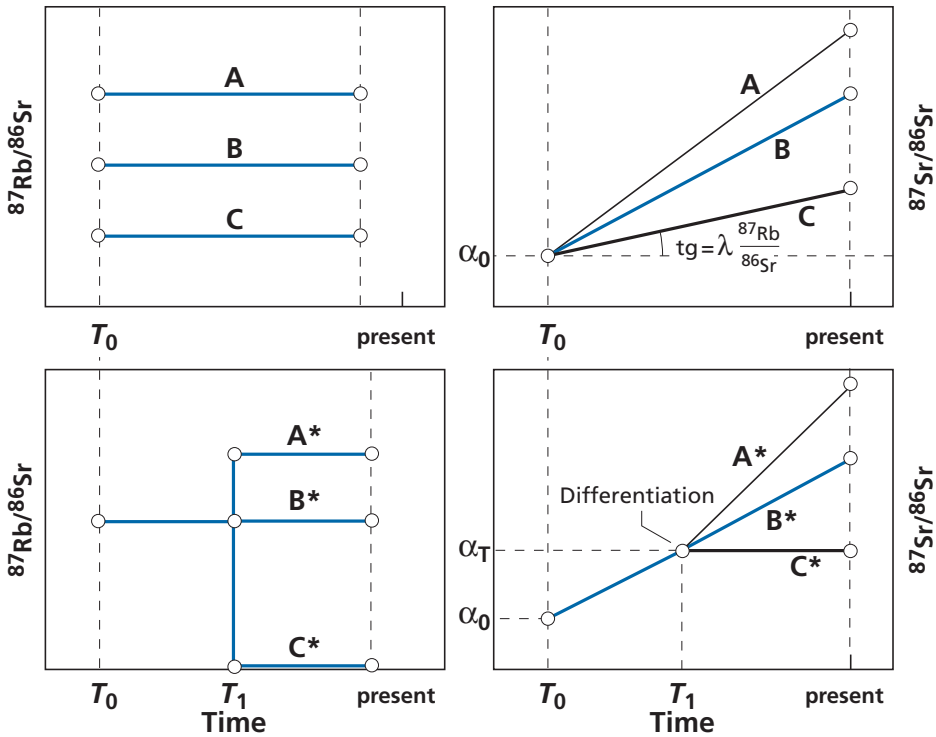 ⁸⁷Rb/⁸⁶Sr
A
B
C
T₀
present
⁸⁷Sr/⁸⁶Sr
A
B
C
α₀
tg = λ ⁸⁷Rb/⁸⁶Sr
T₀
present
⁸⁷Rb/⁸⁶Sr
A*
B*
C*
T₀
T₁
present
Time
⁸⁷Sr/⁸⁶Sr
A*
Differentiation
B*
αT
C*
α₀
T₀
T₁
present
Time